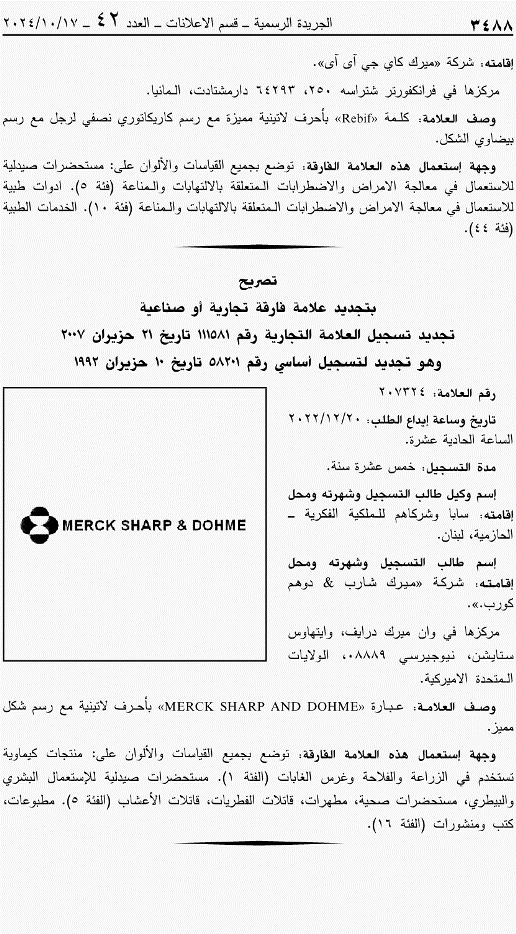 ٣٤٨٨ الجريدة الرسمية ــ قسم الاعلانات ــ العدد ٤٢ ــ ٢٠٢٤/١٠/١٧
إقامته: شركة «ميرك كاي جي آى آى».
مركزها في فرانكفورتر شتراسه ٢٥٠، ٦٤٢٩٣ دارمشتادت، المانيا.
وصف العلامة: كلمة «Rebif» بأحرف لاتينية مميزة مع رسم كاريكاتوري نصفي لرجل مع رسم
بيضاوي الشكل.
وجهة إستعمال هذه العلامة الفارقة: توضع بجميع القياسات والألوان على: مستحضرات صيدلية
للاستعمال في معالجة الامراض والاضطرابات المتعلقة بالالتهابات والمناعة (فئة ٥). ادوات طبية
للاستعمال في معالجة الامراض والاضطرابات المتعلقة بالالتهابات والمناعة (فئة ١٠). الخدمات الطبية
(فئة ٤٤).
تصريح
بتجديد علامة فارقة تجارية أو صناعية
تجديد تسجيل العلامة التجارية رقم ١١١٥٨١ تاريخ ٢١ حزيران ٢٠٠٧
وهو تجديد لتسجيل أساسي رقم ٥٨٢٠١ تاريخ ١٠ حزيران ١٩٩٢
رقم العلامة: ٢٠٧٣٢٤
تاريخ وساعة إيداع الطلب: ٢٠٢٢/١٢/٢٠
الساعة الحادية عشرة.
مدة التسجيل: خمس عشرة سنة.
إسم وكيل طالب التسجيل وشهرته ومحل
إقامته: سابا وشركاهم للملكية الفكرية ــ
الحازمية، لبنان.
إسم طالب التسجيل وشهرته ومحل
إقامته: شركة «ميرك شارب & دوهم
كورب.».
مركزها في وان ميرك درايف، وايتهاوس
ستايشن، نيوجيرسي ٠٨٨٨٩، الولايات
المتحدة الاميركية.
MERCK SHARP & DOHME
وصف العلامة: عبارة «MERCK SHARP AND DOHME» بأحرف لاتينية مع رسم شكل
مميز.
وجهة إستعمال هذه العلامة الفارقة: توضع بجميع القياسات والألوان على: منتجات كيماوية
تستخدم في الزراعة والفلاحة وغرس الغابات (الفئة ١). مستحضرات صيدلية للإستعمال البشري
والبيطري، مستحضرات صحية، مطهرات، قاتلات الفطريات، قاتلات الأعشاب (الفئة ٥). مطبوعات،
كتب ومنشورات (الفئة ١٦).